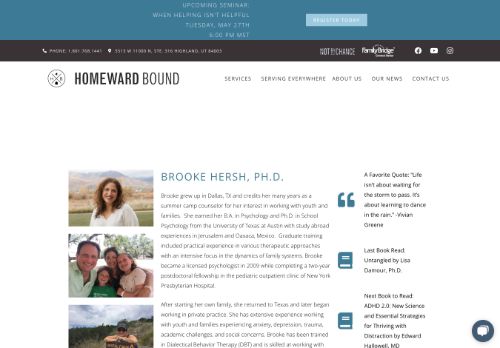 UPCOMING SEMINAR:
WHEN HELPING ISN'T HELPFUL
TUESDAY, MAY 27TH
6:00 PM MST
REGISTER TODAY
PHONE: 1.801.768.1441
5513 W 11000 N, STE. 316 HIGHLAND, UT 84003
NOT BY CHANCE
FamilyBridge
HOMEWARD BOUND
SERVICES
SERVING EVERYWHERE
ABOUT US
OUR NEWS
CONTACT US
BROOKE HERSH, PH.D.
Brooke grew up in Dallas, TX and credits her many years as a
summer camp counselor for her interest in working with youth and
families. She earned her B.A. in Psychology and Ph.D. in School
Psychology from the University of Texas at Austin with study abroad
experiences in Jerusalem and Oaxaca, Mexico. Graduate training
included practical experience in various therapeutic approaches
with an intensive focus in the dynamics of family systems. Brooke
became a licensed psychologist in 2009 while completing a two-year
postdoctoral fellowship in the pediatric outpatient clinic of New York
Presbyterian Hospital.
After starting her own family, she returned to Texas and later began
working in private practice. She has extensive experience working
with youth and families experiencing anxiety, depression, trauma,
academic challenges, and social concerns. Brooke has been trained
in Dialectical Behavior Therapy (DBT) and is skilled at working with
A Favorite Quote: "Life
isn't about waiting
for the storm to pass. It's
about learning to dance
in the rain." -Vivian
Greene
Last Book Read:
Untangled by Lisa
Damour, Ph.D.
Next Book to Read:
ADHD 2.0: New Science
and Essential Strategies
for Thriving with
Distraction by Edward
Hallowell, MD